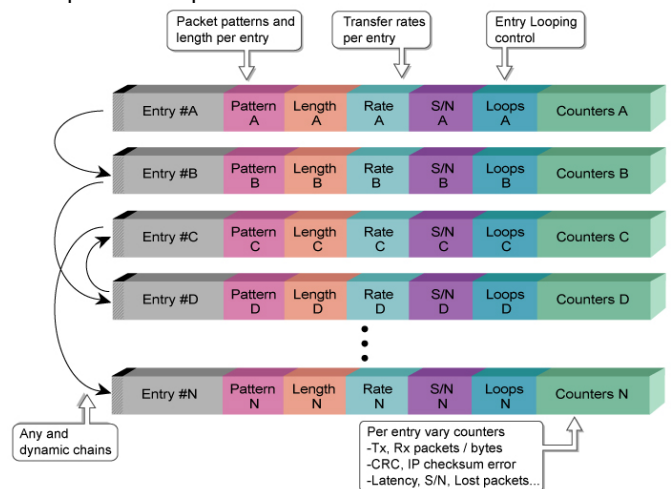 Packet patterns and
length per entry
Transfer rates
per entry
Entry Looping
control
Entry #A Pattern A Length A Rate A S/N A Loops A Counters A
Entry #B Pattern B Length B Rate B S/N B Loops B Counters B
Entry #C Pattern C Length C Rate C S/N C Loops C Counters C
Entry #D Pattern D Length D Rate D S/N D Loops D Counters D
Entry #N Pattern N Length N Rate N S/N N Loops N Counters N
Any and
dynamic chains
Per entry vary counters
-Tx, Rx packets / bytes
-CRC, IP checksum error
-Latency, S/N, Lost packets...